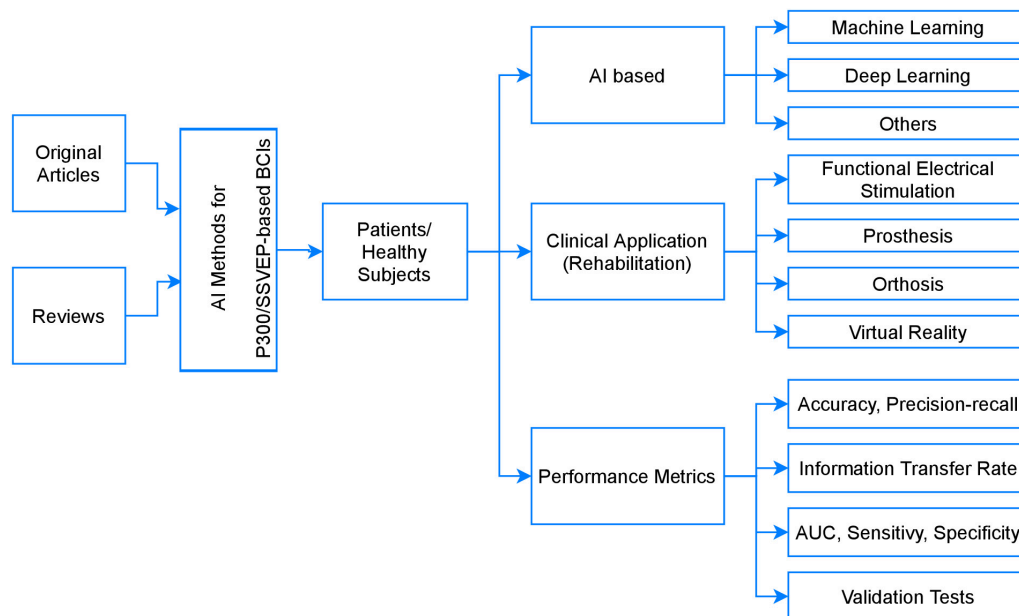 Original
Articles
Reviews
AI Methods for
P300/SSVEP-based BCIs
Patients/
Healthy
Subjects
AI based
Clinical Application
(Rehabilitation)
Performance Metrics
Machine Learning
Deep Learning
Others
Functional Electrical
Stimulation
Prosthesis
Orthosis
Virtual Reality
Accuracy, Precision-recall
Information Transfer Rate
AUC, Sensitivy, Specificity
Validation Tests